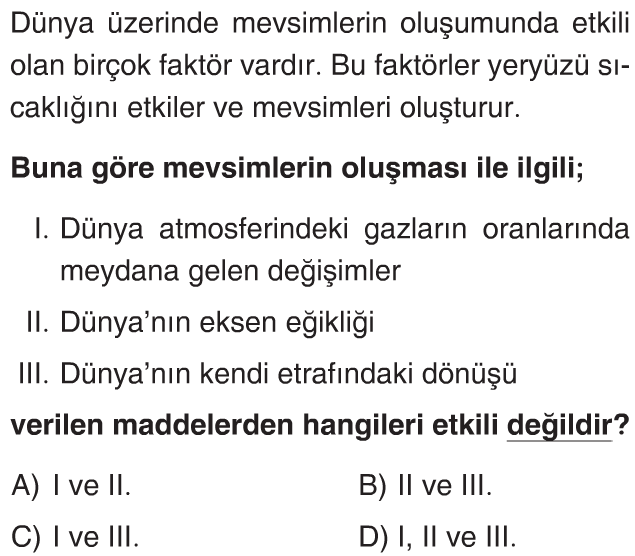 Dünya üzerinde mevsimlerin oluşumunda etkili
olan birçok faktör vardır. Bu faktörler yeryüzü sı-
caklığını etkiler ve mevsimleri oluşturur.
Buna göre mevsimlerin oluşması ile ilgili;
I. Dünya atmosferindeki gazların oranlarında
meydana gelen değişimler
II. Dünya'nın eksen eğikliği
III. Dünya'nın kendi etrafındaki dönüşü
verilen maddelerden hangileri etkili değildir?
A) I ve II. B) II ve III.
C) I ve III. D) I, II ve III.